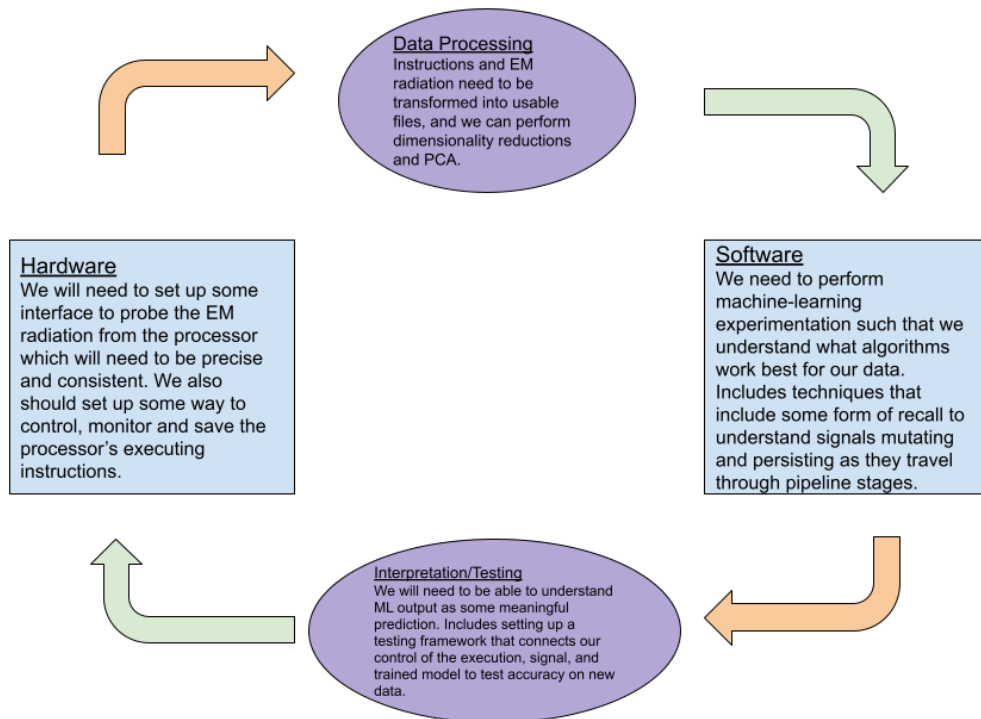 Data Processing
Instructions and EM
radiation need to be
transformed into usable
files, and we can perform
dimensionality reductions
and PCA.
Hardware
We will need to set up some
interface to probe the EM
radiation from the processor
which will need to be precise
and consistent. We also
should set up some way to
control, monitor and save the
processor's executing
instructions.
Software
We need to perform
machine-learning
experimentation such that we
understand what algorithms
work best for our data.
Includes techniques that
include some form of recall to
understand signals mutating
and persisting as they travel
through pipeline stages.
Interpretation/Testing
We will need to be able to understand
ML output as some meaningful
prediction. Includes setting up a
testing framework that connects our
control of the execution, signal, and
trained model to test accuracy on new
data.